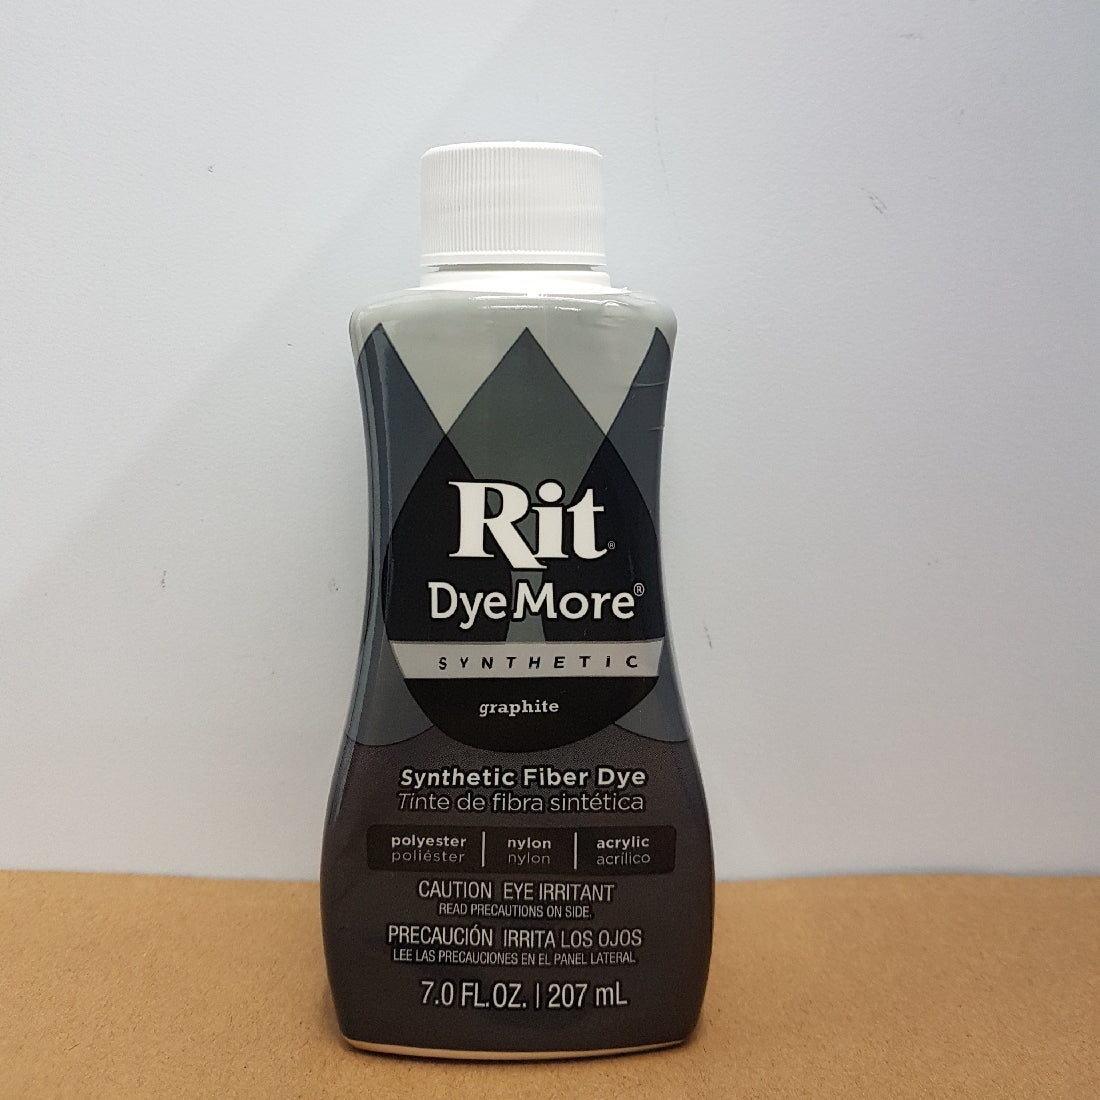 Rit®
DyeMore®
SYNTHETIC
graphite
Synthetic Fiber Dye
Tinte de fibra sintética
polyester | nylon | acrylic
poliéster | nylon | acrílico
CAUTION EYE IRRITANT
READ PRECAUTIONS ON SIDE.
PRECAUCIÓN IRRITA LOS OJOS
LEE LAS PRECAUCIONES EN EL PANEL LATERAL
7.0 FL.OZ. | 207 mL